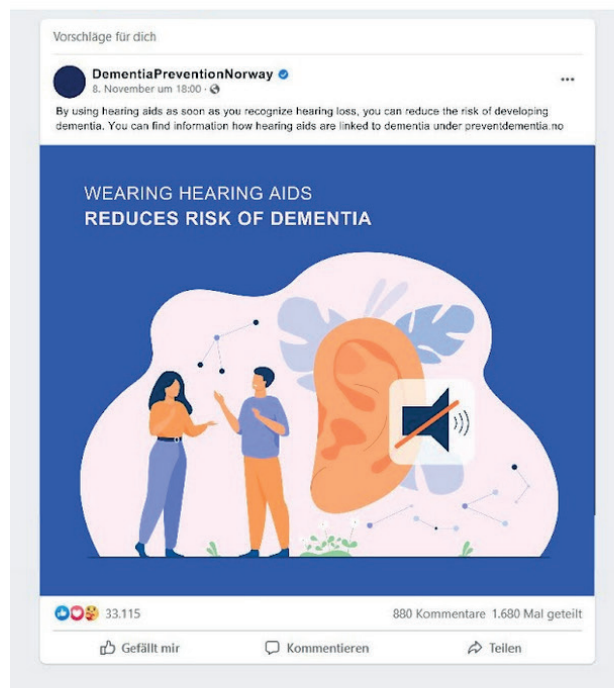 Vorschläge für dich
DementiaPreventionNorway
8. November um 18:00 ·
By using hearing aids as soon as you recognize hearing loss, you can reduce the risk of developing
dementia. You can find information how hearing aids are linked to dementia under preventdementia.no
WEARING HEARING AIDS
REDUCES RISK OF DEMENTIA
33.115
880 Kommentare 1.680 Mal geteilt
Gefällt mir
Kommentieren
Teilen